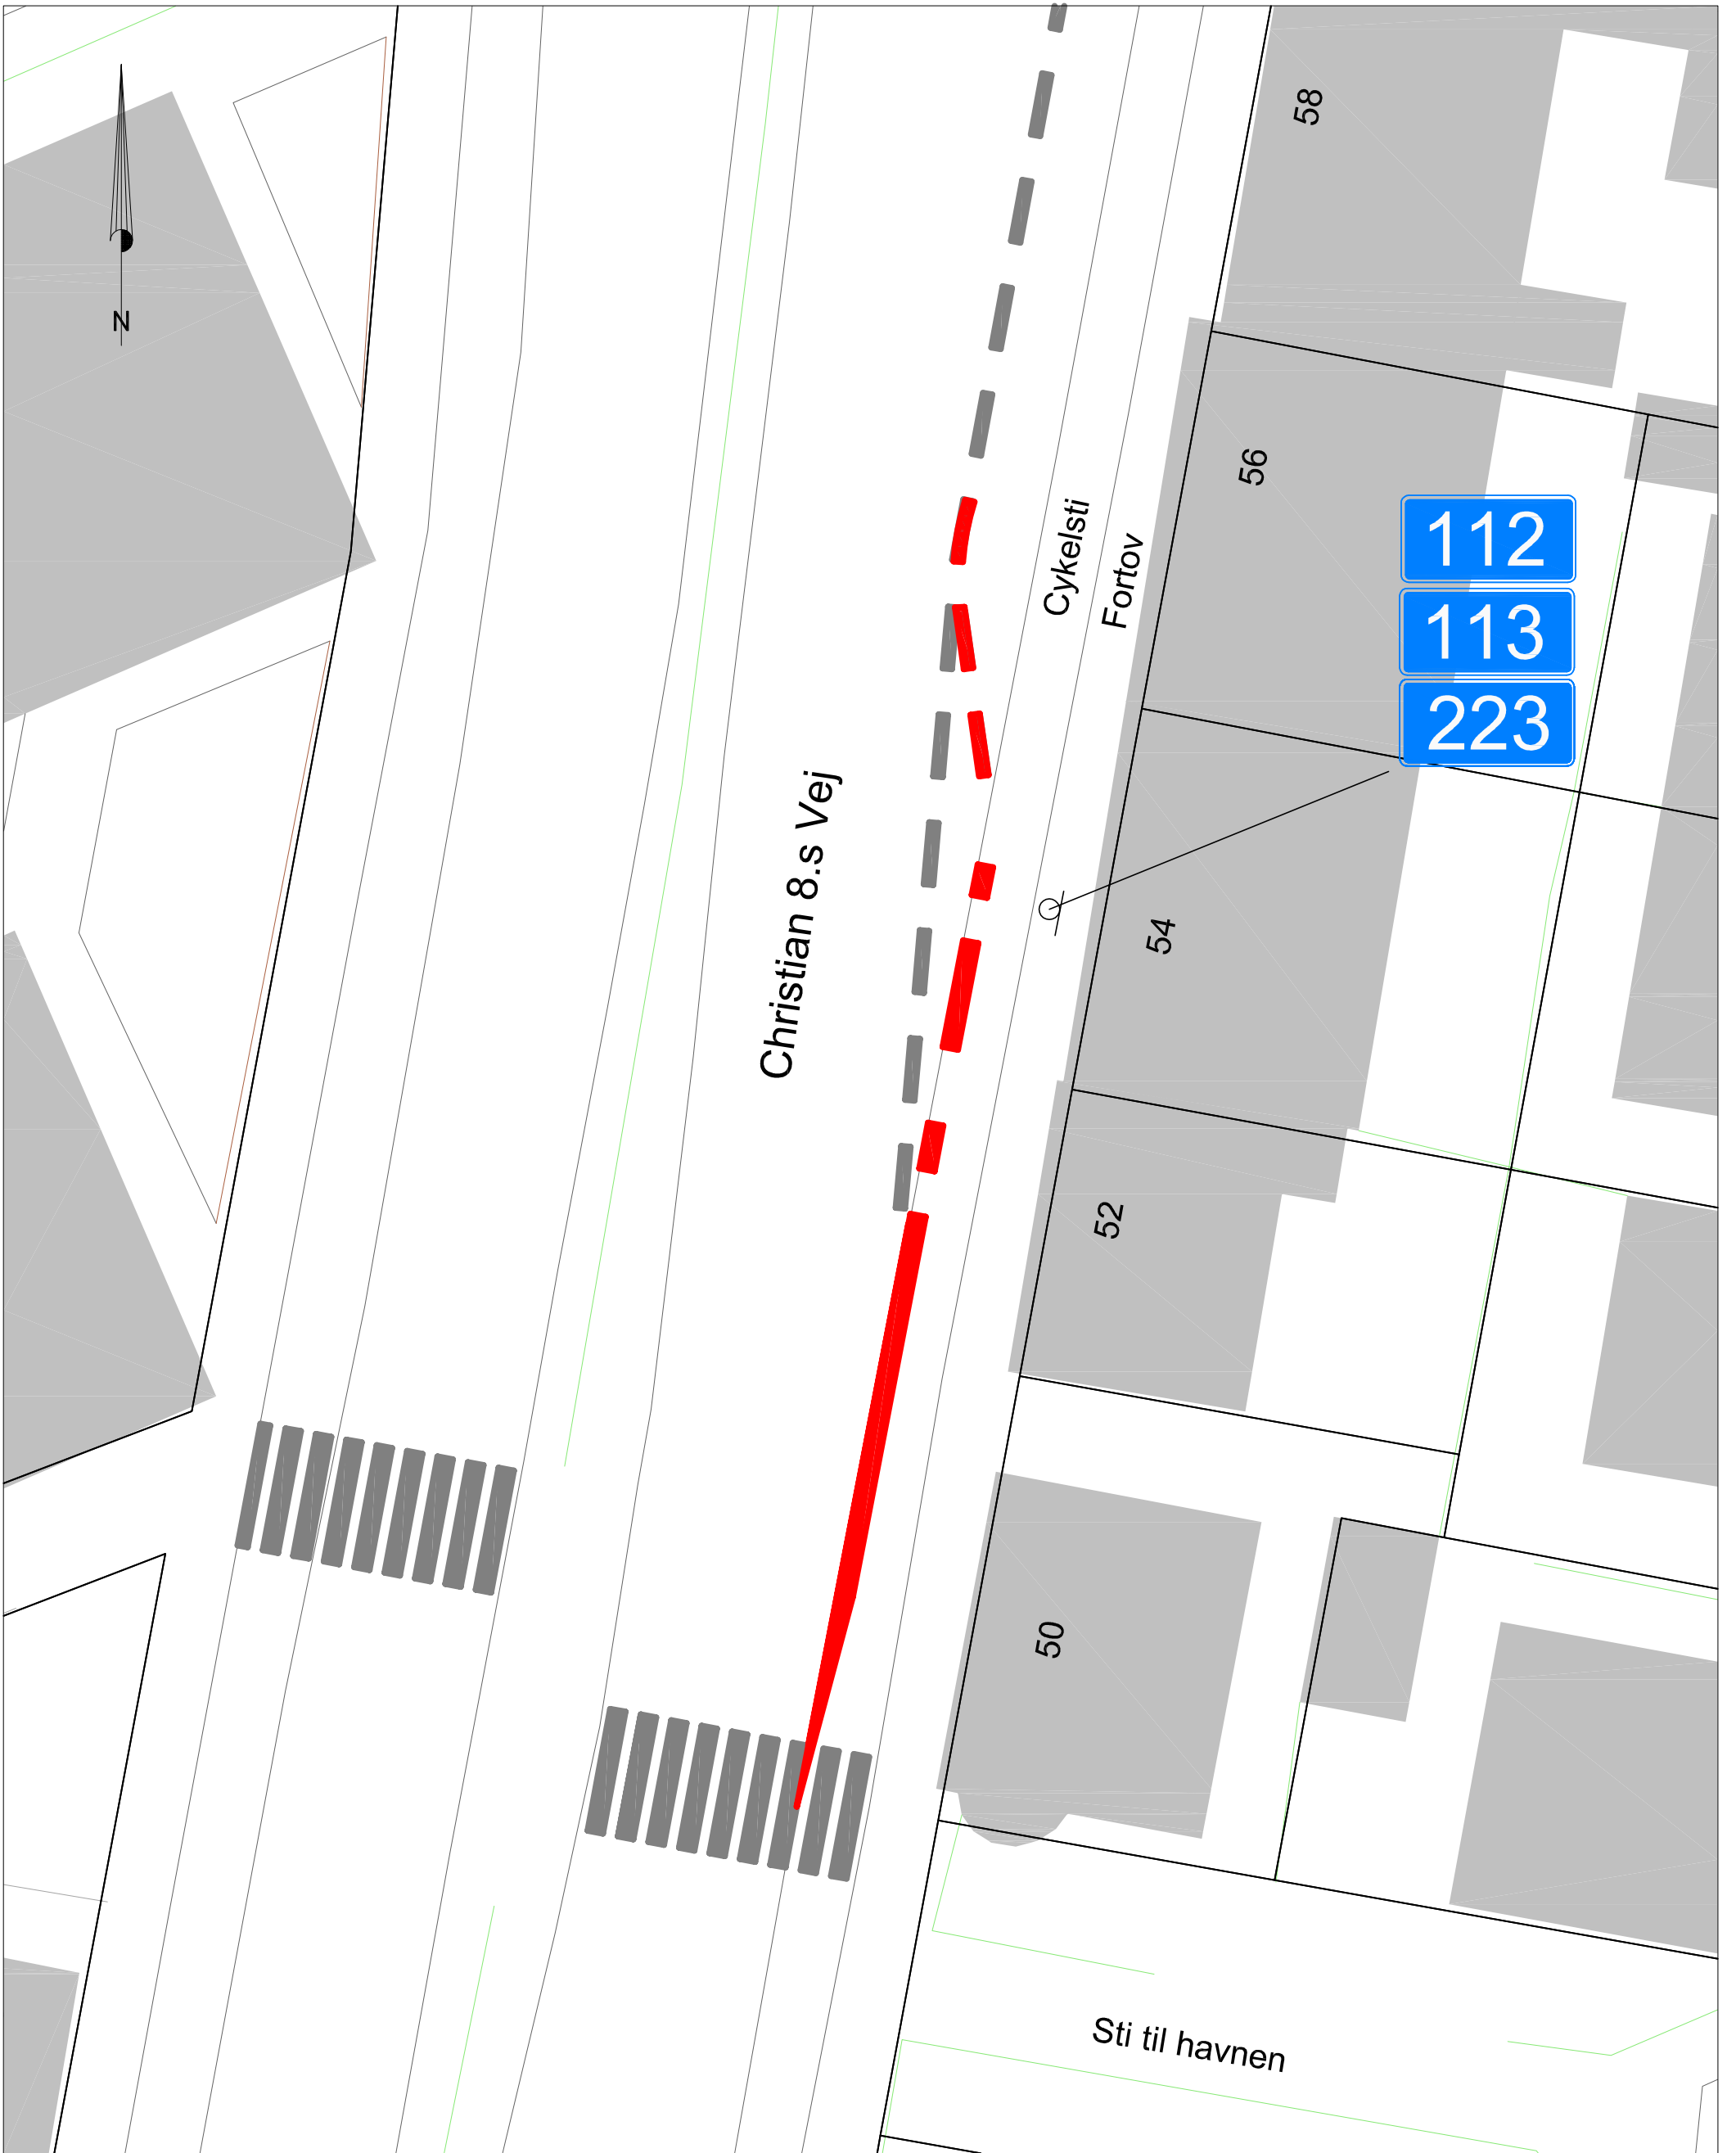 58
N
56
Cykelsti
Fortov
112
113
223
Christian 8.s Vej
54
52
50
Sti til havnen